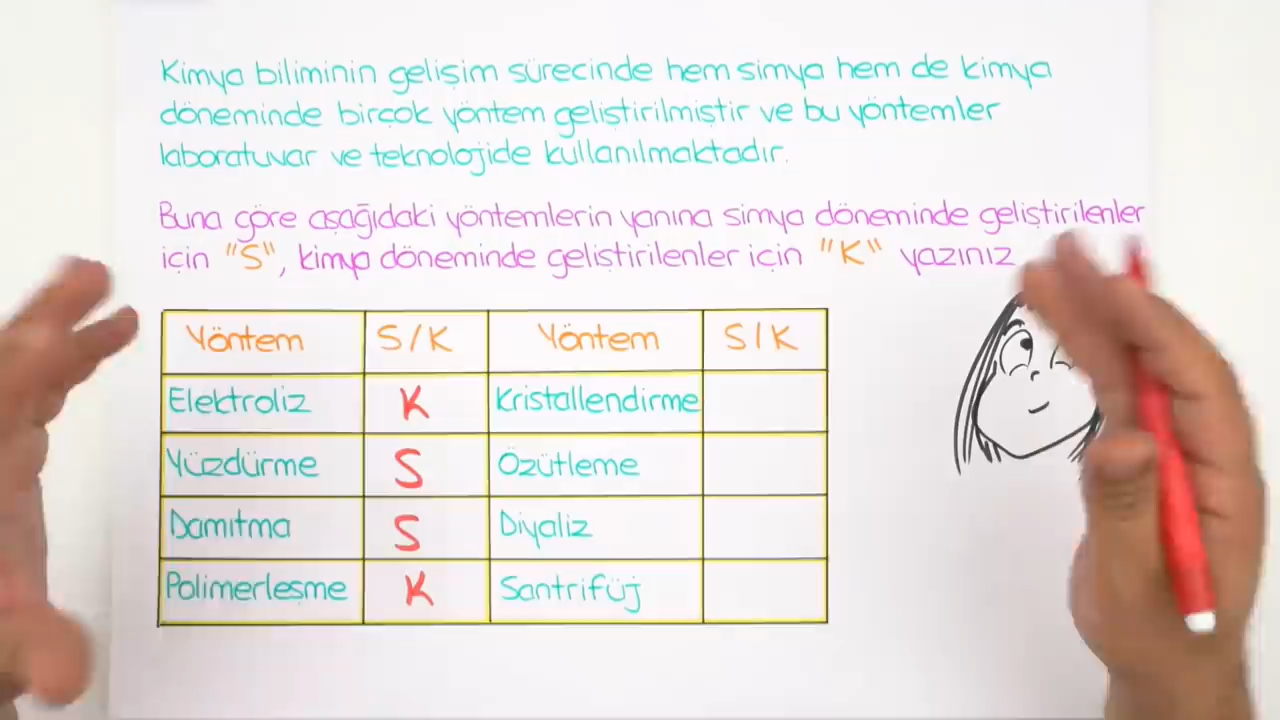 Kimya biliminin gelişim sürecinde hem simya hem de kimya
döneminde birçok yöntem geliştirilmiştir ve bu yöntemler
laboratuvar ve teknolojide kullanılmaktadır.
Buna göre aşağıdaki yöntemlerin yanına simya döneminde geliştirilenler
için "S", kimya döneminde geliştirilenler için "K" yazınız
Yöntem S/K Yöntem S/K
Elektroliz K Kristallendirme
Yüzdürme S Özütleme
Damıtma S Diyaliz
Polimerleşme K Santrifüj